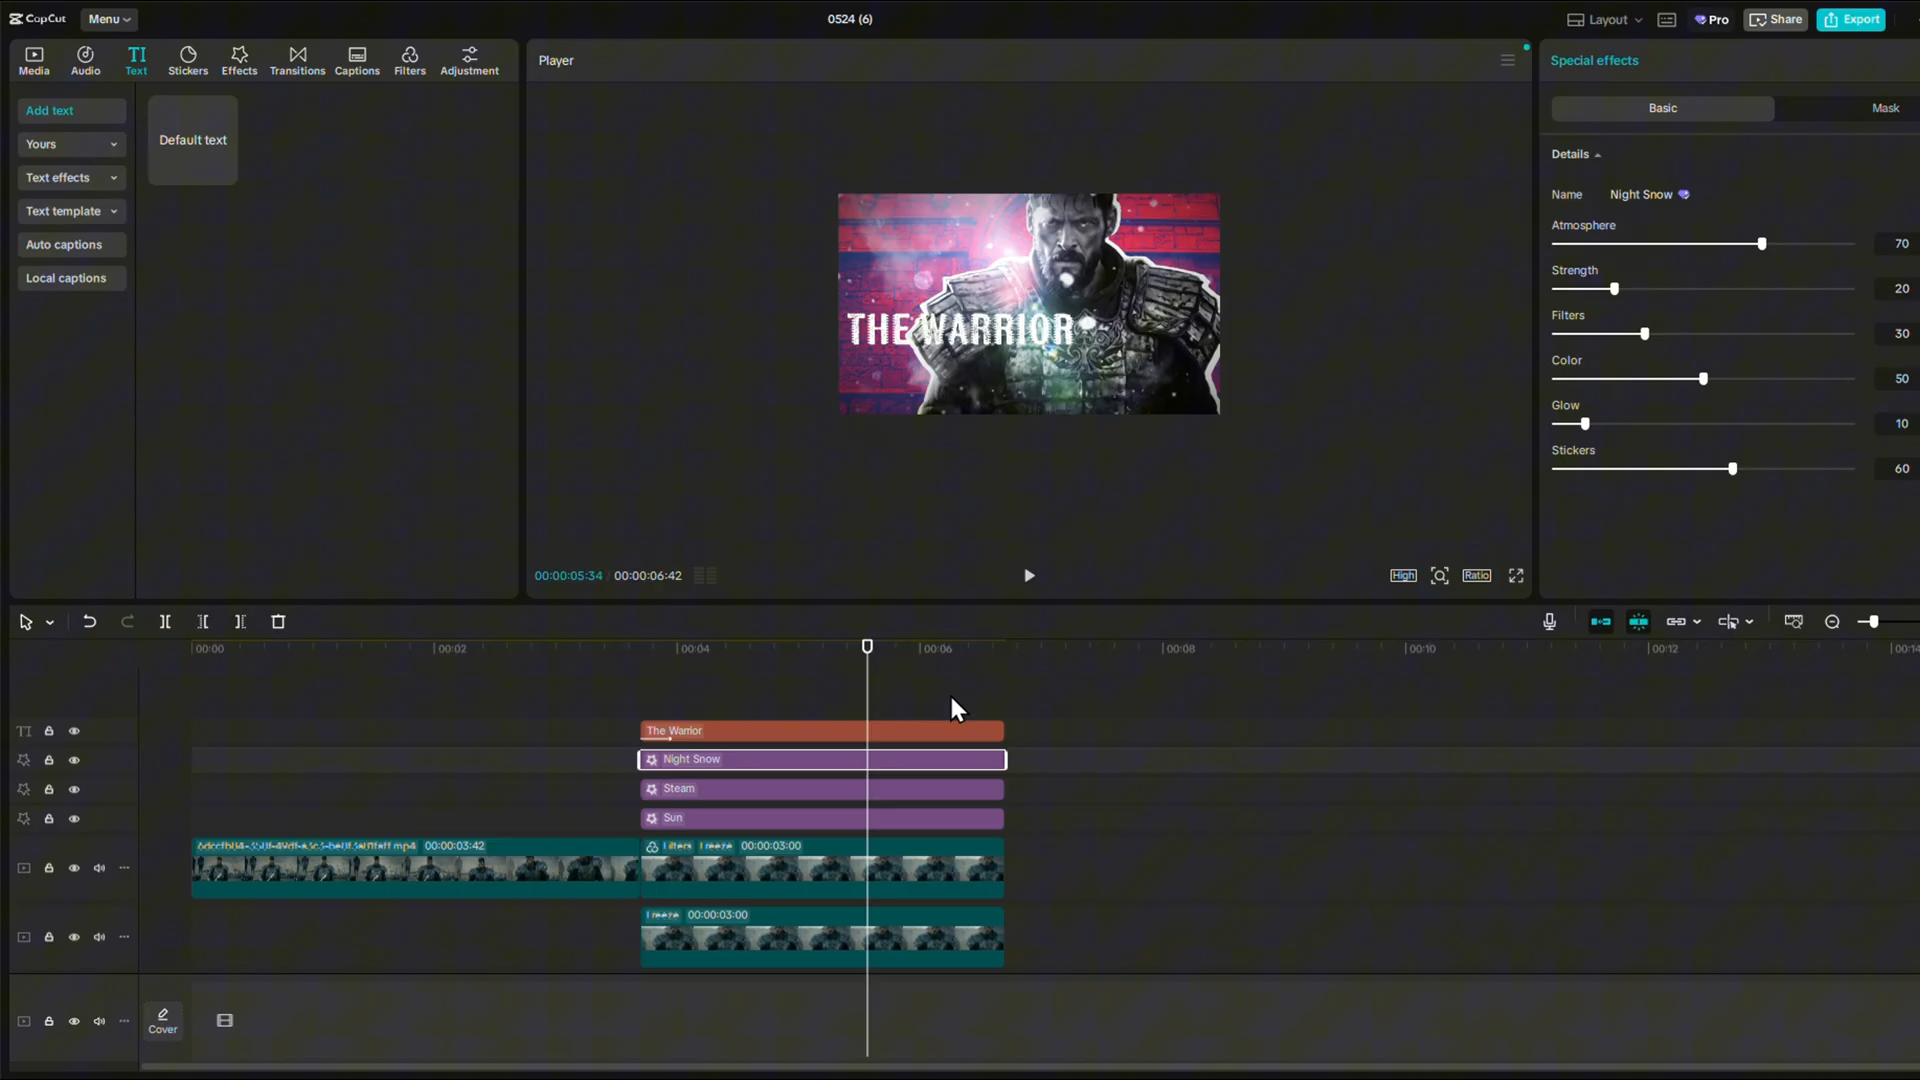 CapCut
Menu
0524 (6)
Layout
Pro
Share
Export
Media
Audio
TI
Text
Stickers
Effects
Transitions
Captions
Filters
Adjustment
Player
Special effects
Add text
Yours
Text effects
Text template
Auto captions
Local captions
Default text
THE WARRIOR
Basic
Mask
Details
Name
Night Snow
Atmosphere
70
Strength
20
Filters
30
Color
50
Glow
10
Stickers
60
00:00:05:34
00:00:06:42
High
Ratio
00:00
00:02
00:04
00:06
00:08
00:10
00:12
00:14
TI
The Warrior
Night Snow
Steam
Sun
00:00:03:42
Filters
Freeze
00:00:03:00
Freeze
00:00:03:00
Cover